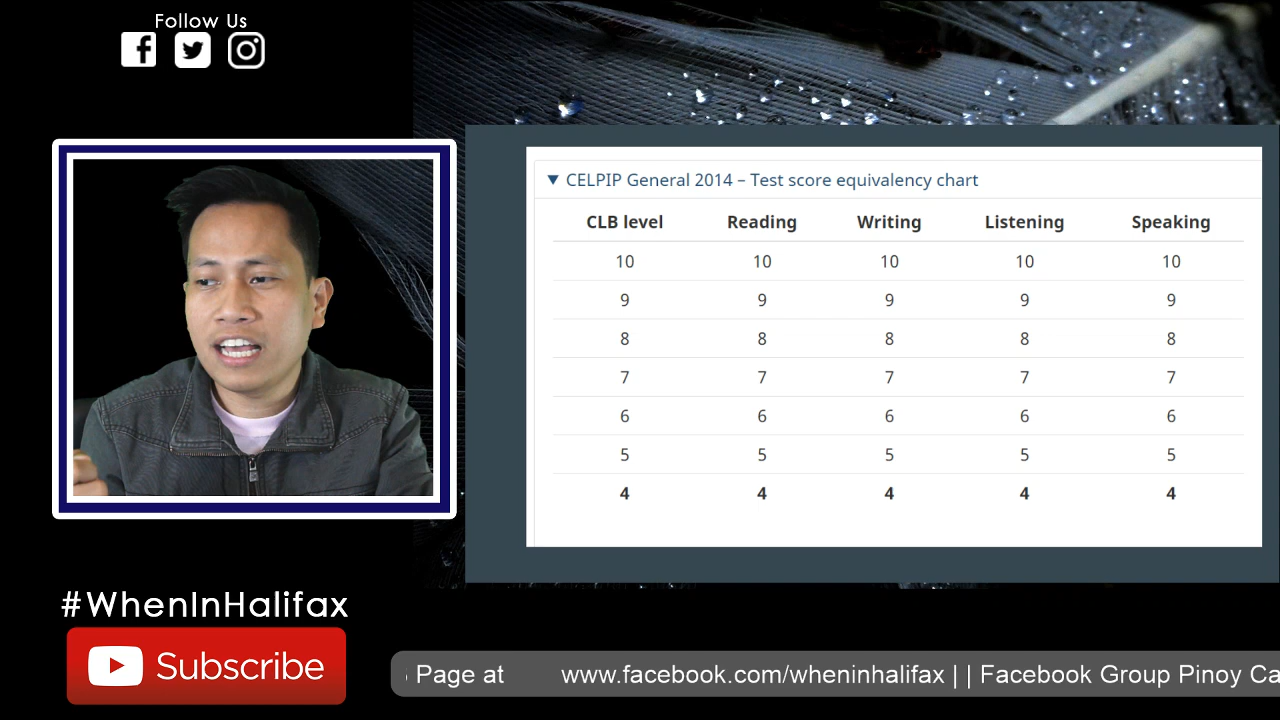 Follow Us
▼ CELPIP General 2014 – Test score equivalency chart
CLB level Reading Writing Listening Speaking
10 10 10 10 10
9 9 9 9 9
8 8 8 8 8
7 7 7 7 7
6 6 6 6 6
5 5 5 5 5
4 4 4 4 4
#WhenInHalifax
Subscribe
Page at www.facebook.com/wheninhalifax | | Facebook Group Pinoy Ca